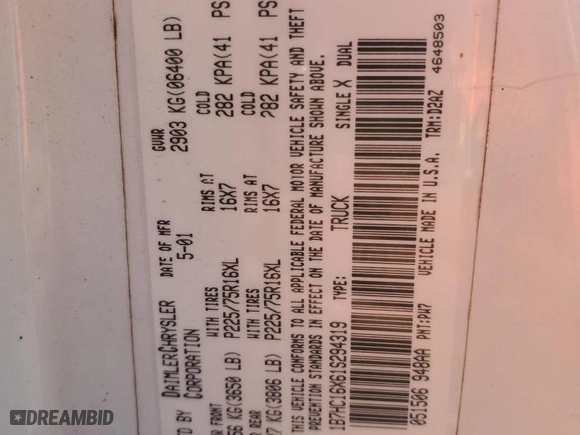 TD BY DAIMLERCHRYSLER CORPORATION
DATE OF MFR 5-01
GVWR 2903 KG(06400 LB)
FRONT WITH TIRES RIMS AT COLD
56 KG(3650 LB) P225/75R16XL 16X7 282 KPA(41 PS
REAR WITH TIRES RIMS AT COLD
KG(3806 LB) P225/75R16XL 16X7 282 KPA(41 PS
THIS VEHICLE CONFORMS TO ALL APPLICABLE FEDERAL MOTOR VEHICLE SAFETY AND THEFT
PREVENTION STANDARDS IN EFFECT ON THE DATE OF MANUFACTURE SHOWN ABOVE.
1B7HC16X61S294319 TYPE: TRUCK SINGLE X DUAL
051506 948AA PNT:PW7 VEHICLE MADE IN U.S.A. TRM:D2AZ 4648503
DREAMBID.COM